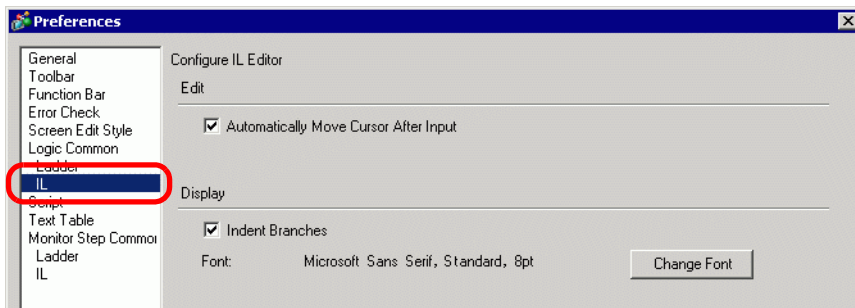 Preferences
General
Toolbar
Function Bar
Error Check
Screen Edit Style
Logic Common
Ladder
IL
Script
Text Table
Monitor Step Commo
Ladder
IL
Configure IL Editor
Edit
Automatically Move Cursor After Input
Display
Indent Branches
Font: Microsoft Sans Serif, Standard, 8pt
Change Font